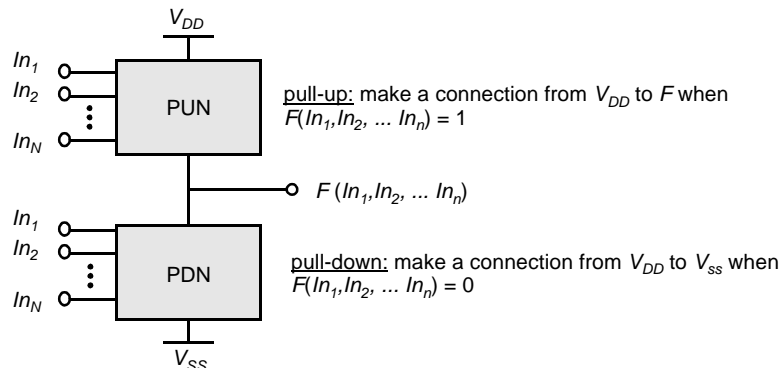 V_DD
In_1
In_2
In_N
PUN
pull-up: make a connection from V_DD to F when
F(In_1,In_2, ... In_n) = 1
F (In_1,In_2, ... In_n)
In_1
In_2
In_N
PDN
pull-down: make a connection from V_DD to V_ss when
F(In_1,In_2, ... In_n) = 0
V_SS